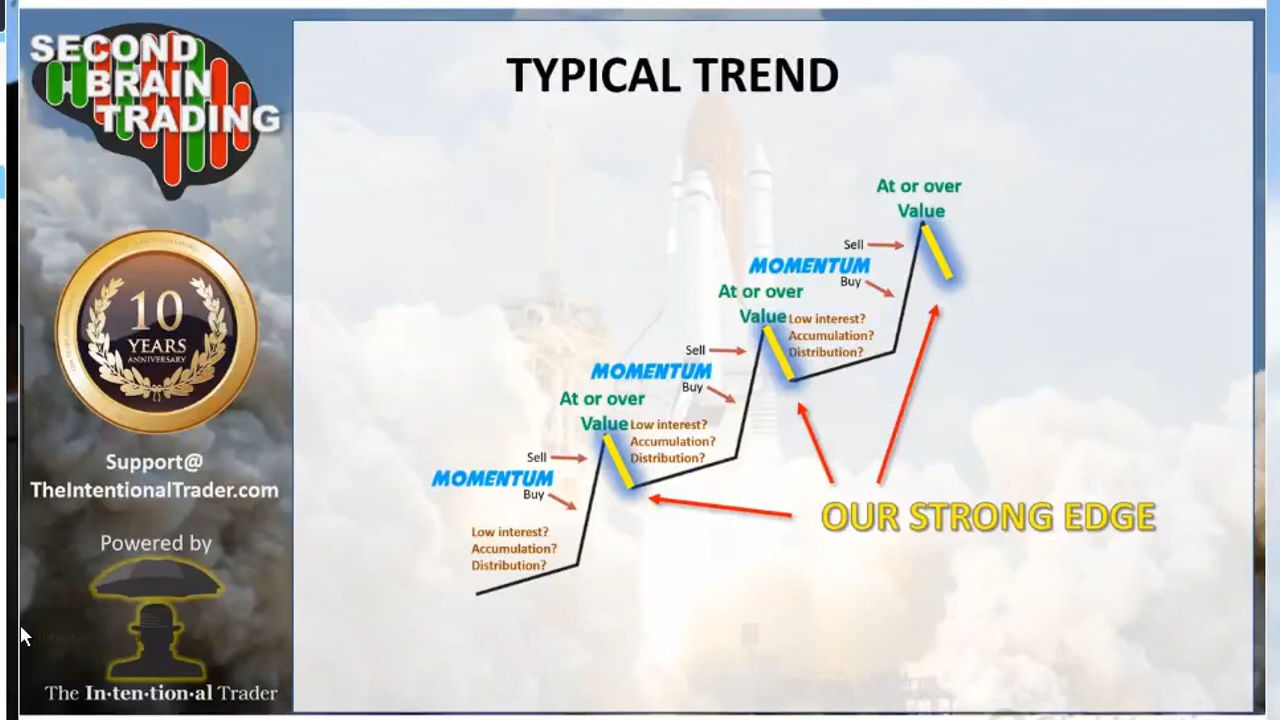 SECOND
BRAIN
TRADING
10
YEARS
ANNIVERSARY
Support@
TheIntentionalTrader.com
Powered by
The In·ten·tion·al Trader
TYPICAL TREND
At or over
Value
Sell
MOMENTUM
Buy
Low interest?
Accumulation?
Distribution?
At or over
Value
Sell
MOMENTUM
Buy
Low interest?
Accumulation?
Distribution?
At or over
Value
Sell
MOMENTUM
Buy
Low interest?
Accumulation?
Distribution?
OUR STRONG EDGE